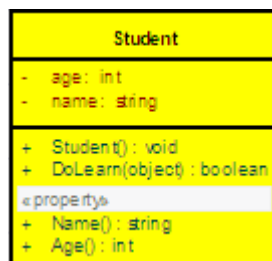 Student
- age: int
- name: string
+ Student() : void
+ DoLearn(object) : boolean
«property»
+ Name() : string
+ Age() : int